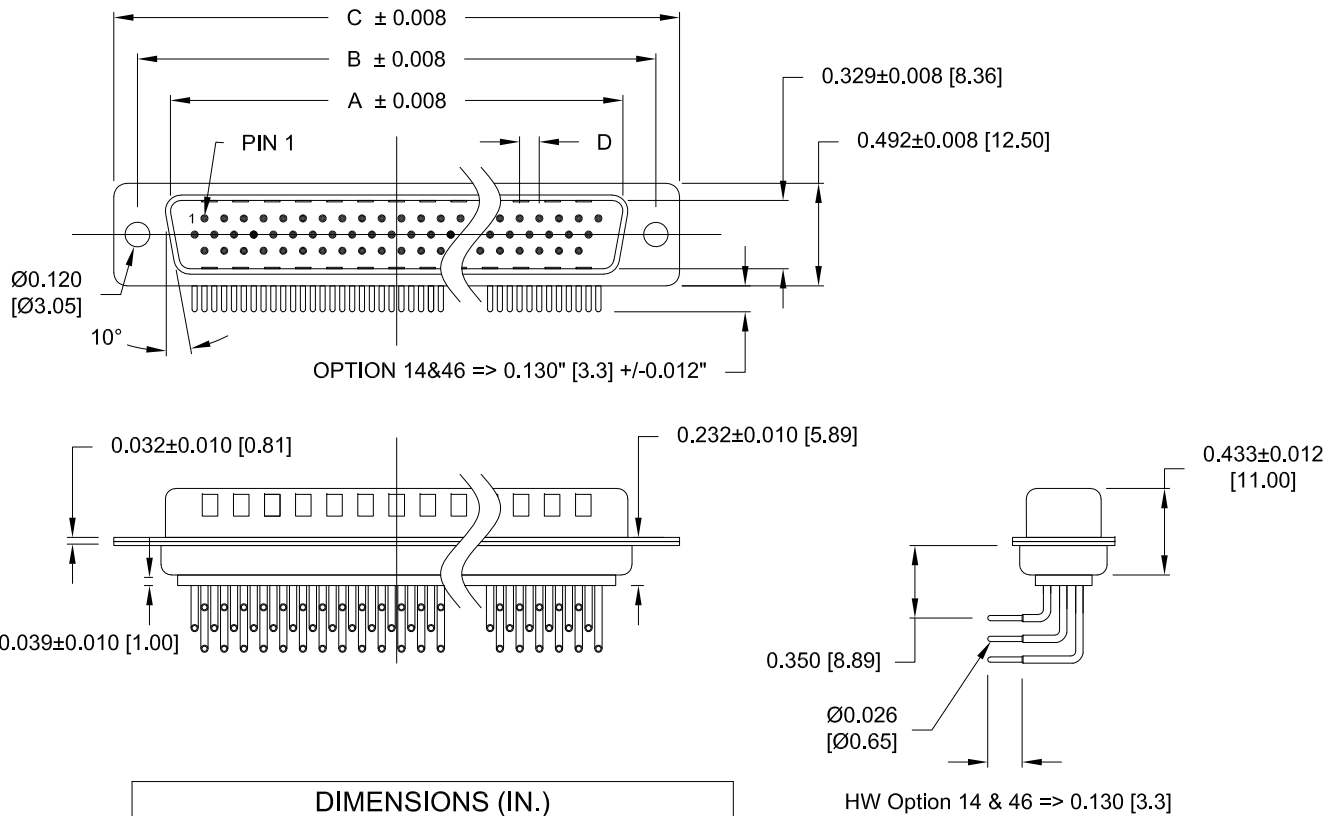 C ± 0.008
B ± 0.008
A ± 0.008
0.329±0.008 [8.36]
PIN 1
D
0.492±0.008 [12.50]
1
Ø0.120
[Ø3.05]
10°
OPTION 14&46 => 0.130" [3.3] +/-0.012"
0.032±0.010 [0.81]
0.232±0.010 [5.89]
0.433±0.012
[11.00]
0.039±0.010 [1.00]
0.350 [8.89]
Ø0.026
[Ø0.65]
DIMENSIONS (IN.)
HW Option 14 & 46 => 0.130 [3.3]